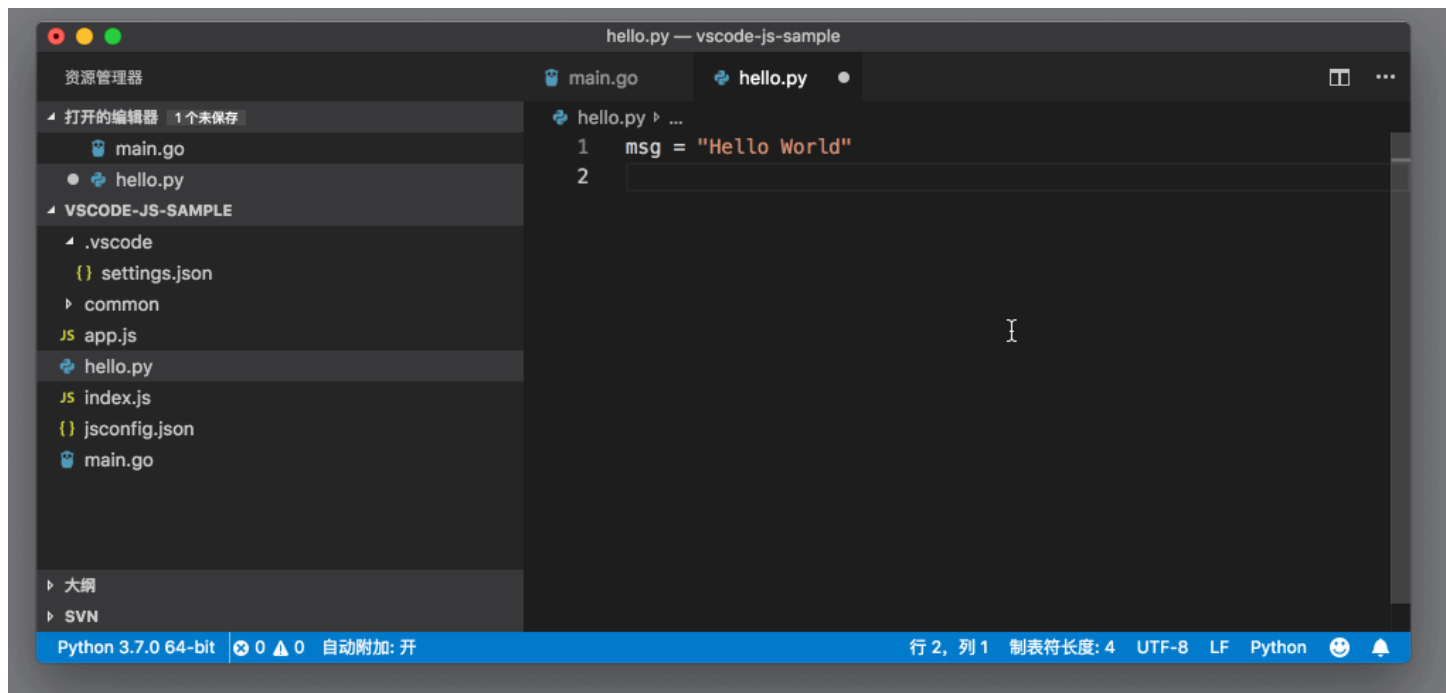 hello.py — vscode-js-sample
资源管理器
main.go
hello.py
打开的编辑器 1 个未保存
main.go
hello.py
VSCODE-JS-SAMPLE
.vscode
{} settings.json
common
JS app.js
hello.py
JS index.js
{} jsconfig.json
main.go
大纲
SVN
hello.py ...
1 msg = "Hello World"
2
Python 3.7.0 64-bit 0 0 自动附加: 开 行 2，列 1 制表符长度: 4 UTF-8 LF Python